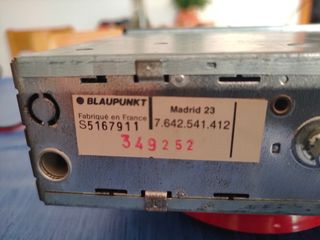 BLAUPUNKT
Madrid 23
Fabriqué en France
S5167911
7.642.541.412
349252